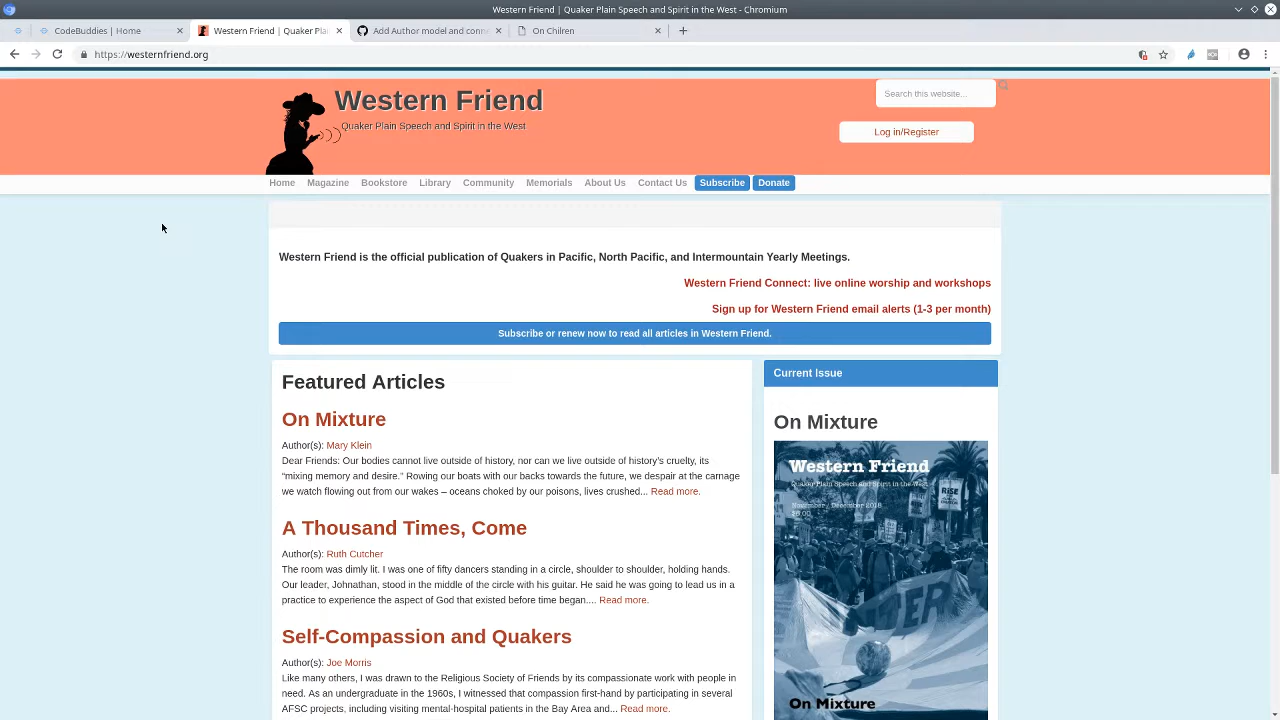 Western Friend | Quaker Plain Speech and Spirit in the West - Chromium
CodeBuddies | Home
Western Friend | Quaker Pla
Add Author model and conn
On Chilren
https://westernfriend.org
Western Friend
Quaker Plain Speech and Spirit in the West
Search this website...
Log in/Register
Home Magazine Bookstore Library Community Memorials About Us Contact Us Subscribe Donate
Western Friend is the official publication of Quakers in Pacific, North Pacific, and Intermountain Yearly Meetings.
Western Friend Connect: live online worship and workshops
Sign up for Western Friend email alerts (1-3 per month)
Subscribe or renew now to read all articles in Western Friend.
Featured Articles
On Mixture
Author(s): Mary Klein
Dear Friends: Our bodies cannot live outside of history, nor can we live outside of history's cruelty, its
"mixing memory and desire." Rowing our boats with our backs towards the future, we despair at the carnage
we watch flowing out from our wakes – oceans choked by our poisons, lives crushed... Read more.
A Thousand Times, Come
Author(s): Ruth Cutcher
The room was dimly lit. I was one of fifty dancers standing in a circle, shoulder to shoulder, holding hands.
Our leader, Johnathan, stood in the middle of the circle with his guitar. He said he was going to lead us in a
practice to experience the aspect of God that existed before time began.... Read more.
Self-Compassion and Quakers
Author(s): Joe Morris
Like many others, I was drawn to the Religious Society of Friends by its compassionate work with people in
need. As an undergraduate in the 1960s, I witnessed that compassion first-hand by participating in several
AFSC projects, including visiting mental-hospital patients in the Bay Area and... Read more.
Current Issue
On Mixture
Western Friend
Quaker Plain Speech and Spirit in the West
November / December 2018
$6.00
RiSE
On Mixture